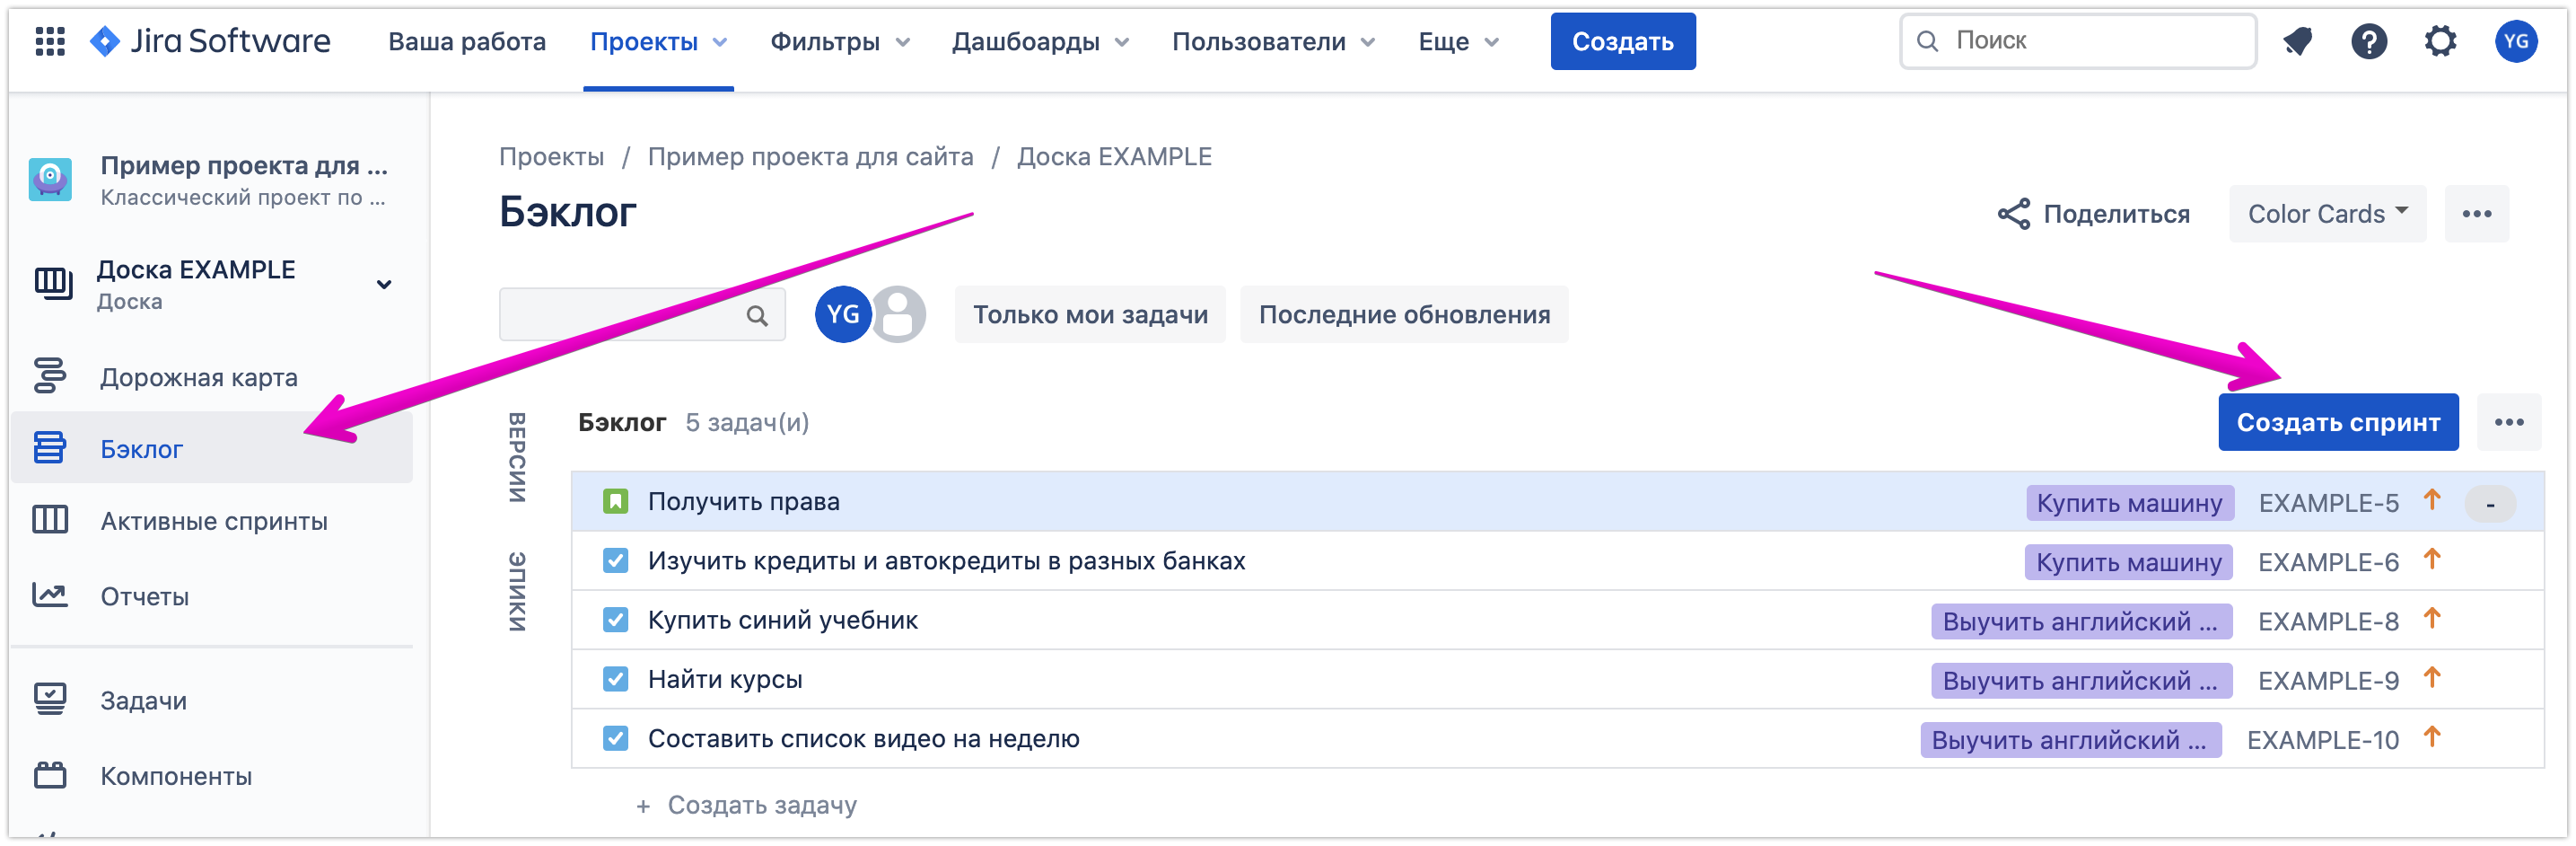 Jira Software Ваша работа Проекты Фильтры Дашбоарды Пользователи Еще Создать Поиск YG
Пример проекта для ...
Классический проект по ...
Доска EXAMPLE
Доска
Дорожная карта
Бэклог
Активные спринты
Отчеты
Задачи
Компоненты
Проекты / Пример проекта для сайта / Доска EXAMPLE
Бэклог
Поделиться Color Cards
YG Только мои задачи Последние обновления
ВЕРСИИ
ЭПИКИ
Бэклог 5 задач(и) Создать спринт
Получить права Купить машину EXAMPLE-5 -
Изучить кредиты и автокредиты в разных банках Купить машину EXAMPLE-6
Купить синий учебник Выучить английский ... EXAMPLE-8
Найти курсы Выучить английский ... EXAMPLE-9
Составить список видео на неделю Выучить английский ... EXAMPLE-10
+ Создать задачу